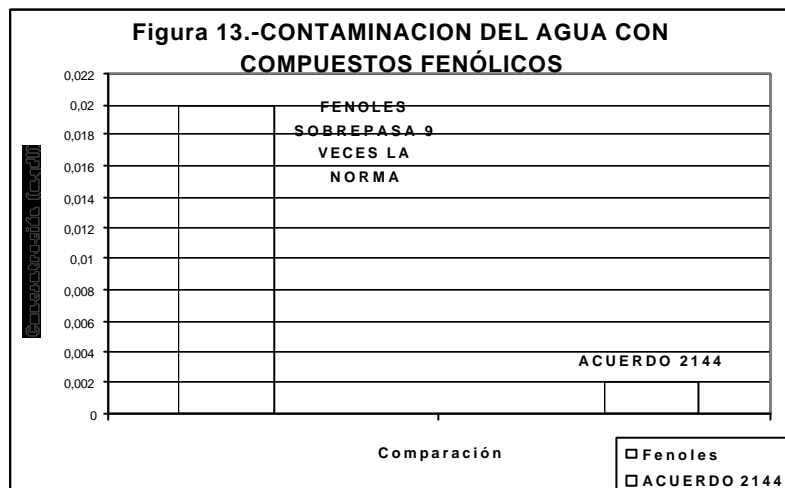 Figura 13.-CONTAMINACION DEL AGUA CON
COMPUESTOS FENÓLICOS
0,022
0,02
0,018
0,016
0,014
0,012
0,01
0,008
0,006
0,004
0,002
0
FENOLES
SOBREPASA 9
VECES LA
NORMA
ACUERDO 2144
Comparación
Fenoles
ACUERDO 2144